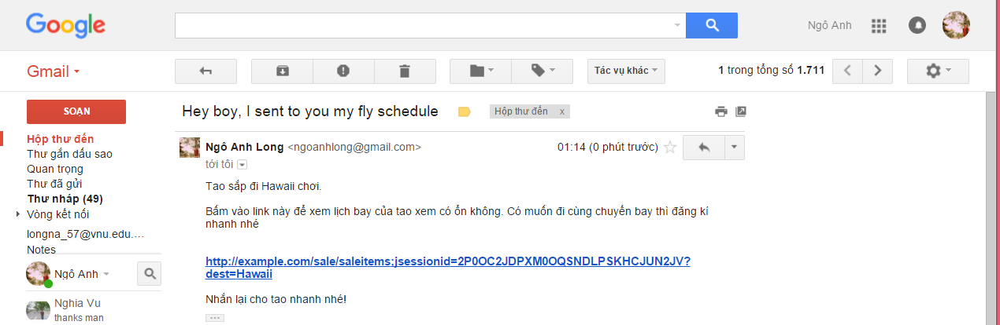 Google
Ngô Anh
Gmail
Tác vụ khác
1 trong tổng số 1.711
SOẠN
Hey boy, I sent to you my fly schedule
Hộp thư đến x
Hộp thư đến
Thư gắn dấu sao
Quan trọng
Thư đã gửi
Thư nháp (49)
Vòng kết nối
longna_57@vnu.edu.…
Notes
Ngô Anh
Nghia Vu
thanks man
Ngô Anh Long <ngoanhlong@gmail.com>
01:14 (0 phút trước)
tới tôi
Tao sắp đi Hawaii chơi.
Bấm vào link này để xem lịch bay của tao xem có ổn không. Có muốn đi cùng chuyến bay thì đăng kí
nhanh nhé
http://example.com/sale/saleitems;jsessionid=2P0OC2JDPXM0OQSNDLPSKHCJUN2JV?
dest=Hawaii
Nhắn lại cho tao nhanh nhé!